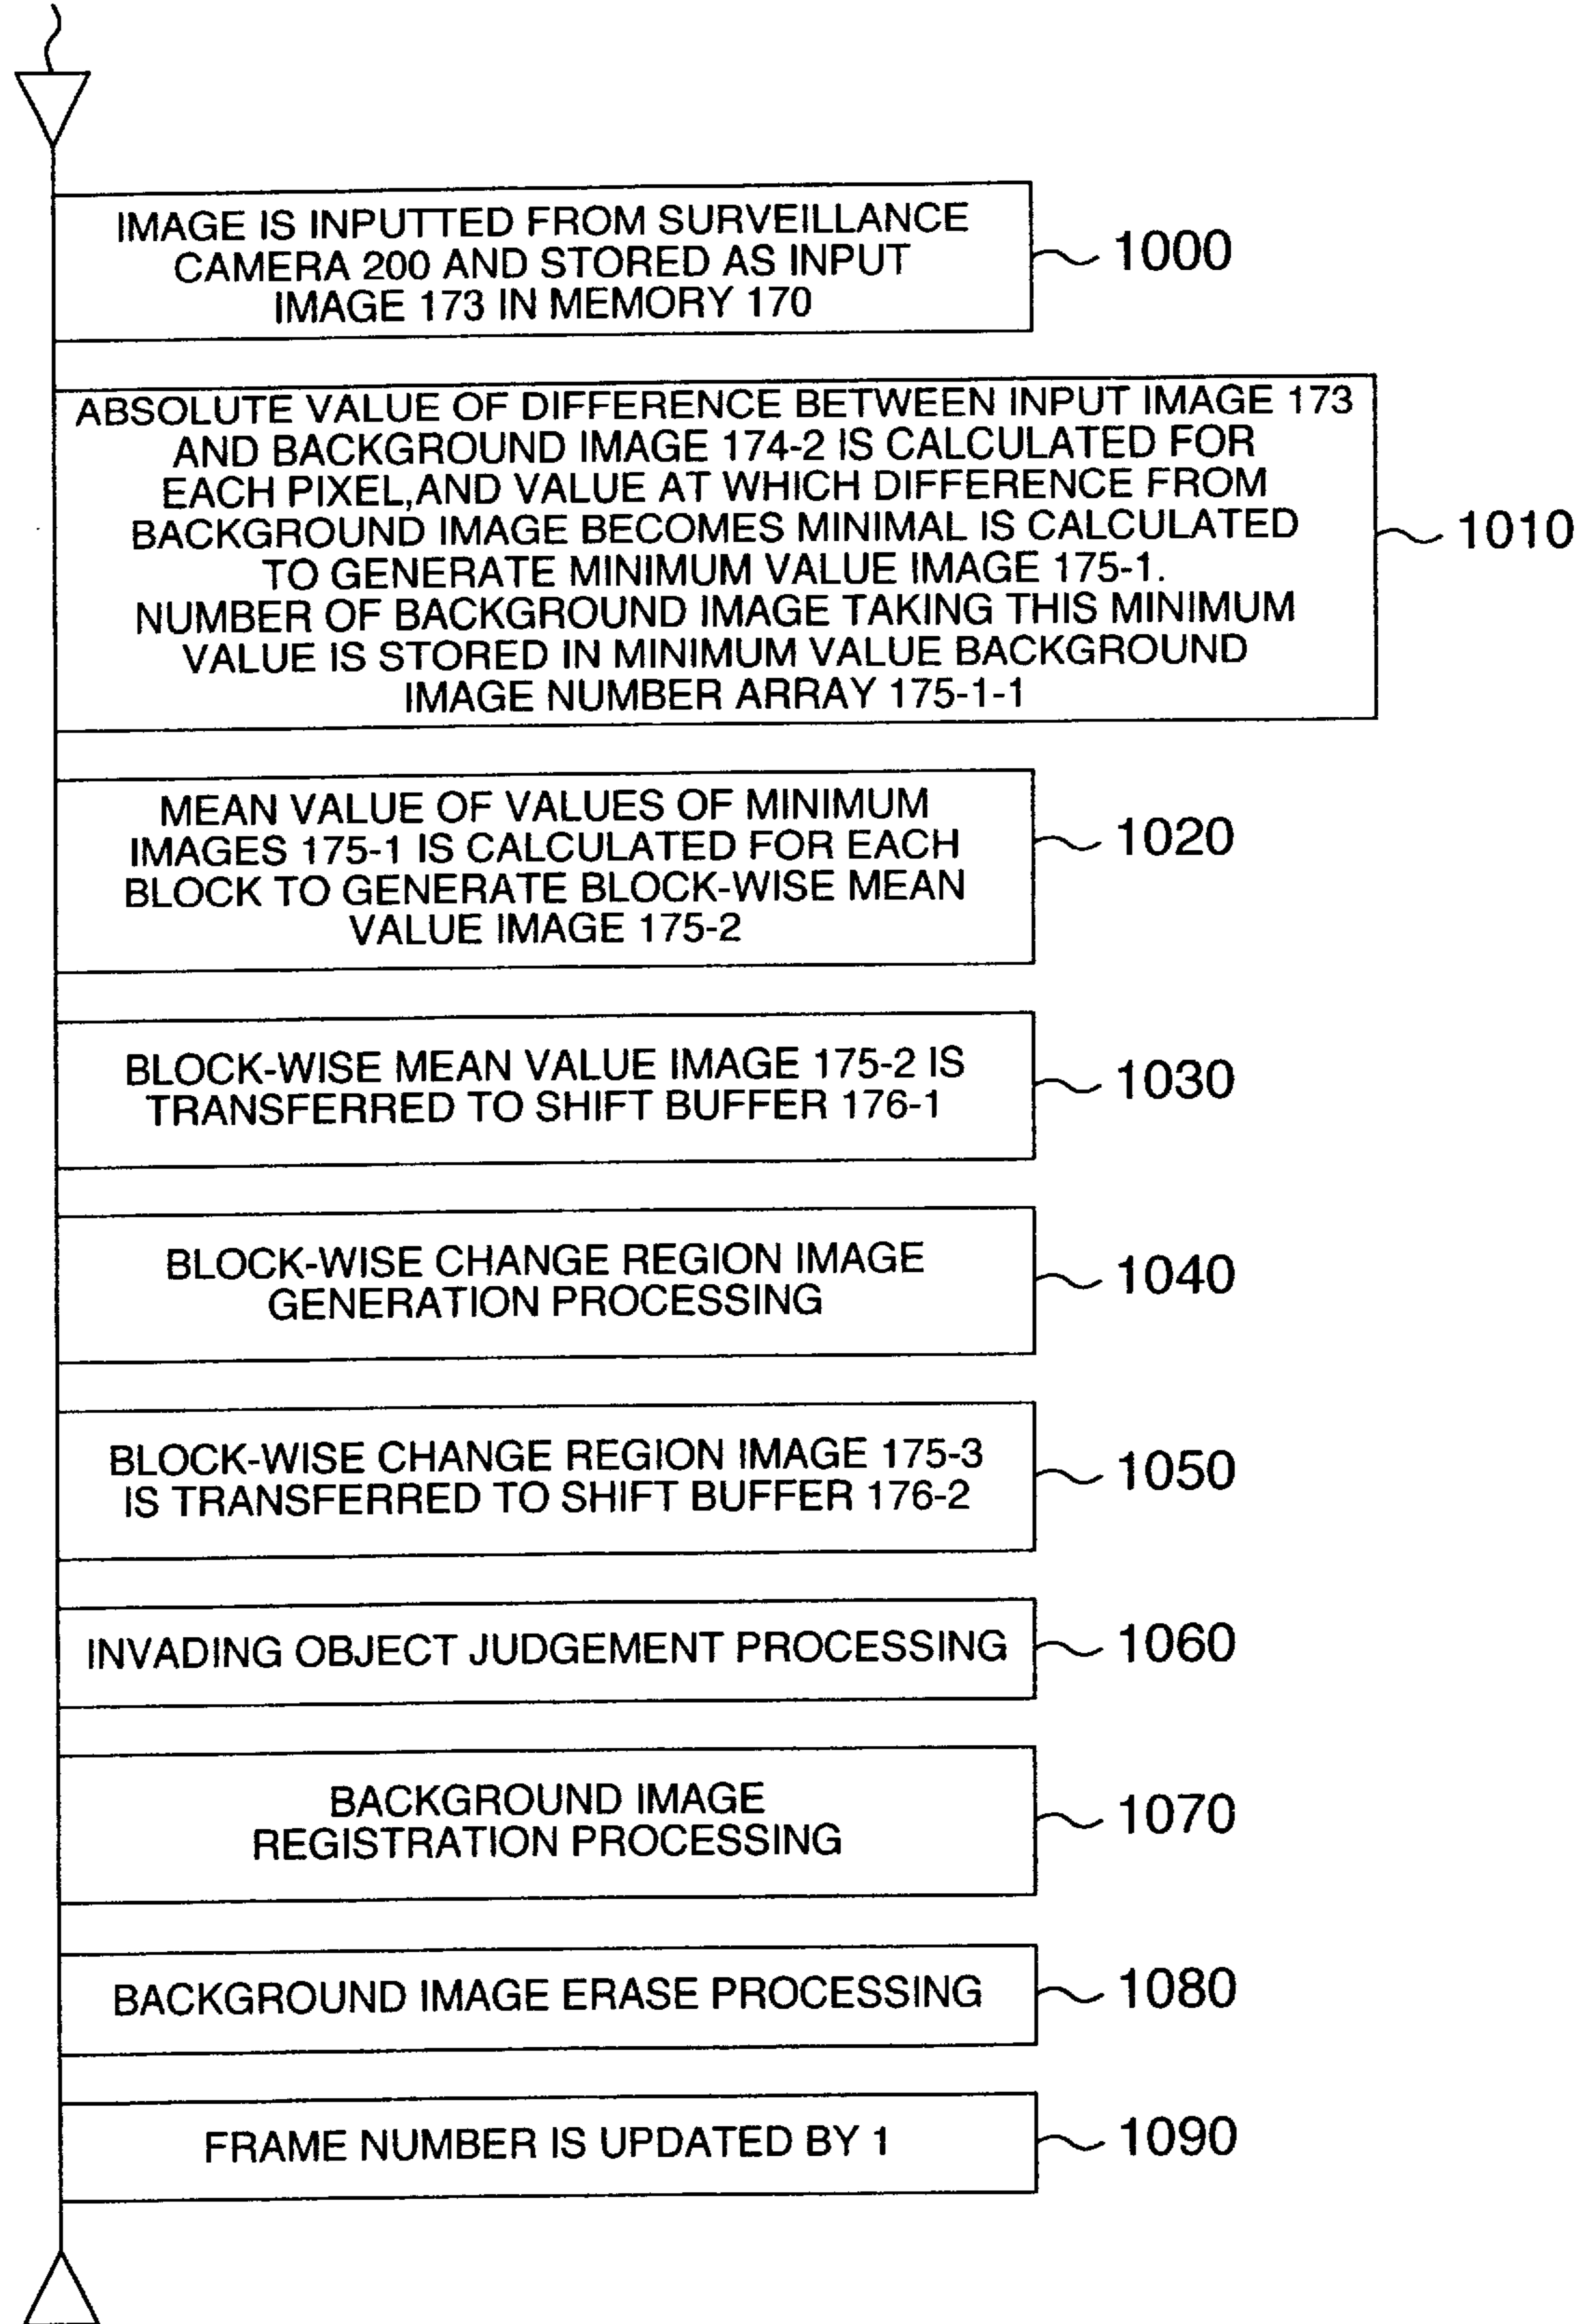 IMAGE IS INPUTTED FROM SURVEILLANCE
CAMERA 200 AND STORED AS INPUT
IMAGE 173 IN MEMORY 170
1000
ABSOLUTE VALUE OF DIFFERENCE BETWEEN INPUT IMAGE 173
AND BACKGROUND IMAGE 174-2 IS CALCULATED FOR
EACH PIXEL,AND VALUE AT WHICH DIFFERENCE FROM
BACKGROUND IMAGE BECOMES MINIMAL IS CALCULATED
TO GENERATE MINIMUM VALUE IMAGE 175-1.
NUMBER OF BACKGROUND IMAGE TAKING THIS MINIMUM
VALUE IS STORED IN MINIMUM VALUE BACKGROUND
IMAGE NUMBER ARRAY 175-1-1
1010
MEAN VALUE OF VALUES OF MINIMUM
IMAGES 175-1 IS CALCULATED FOR EACH
BLOCK TO GENERATE BLOCK-WISE MEAN
VALUE IMAGE 175-2
1020
BLOCK-WISE MEAN VALUE IMAGE 175-2 IS
TRANSFERRED TO SHIFT BUFFER 176-1
1030
BLOCK-WISE CHANGE REGION IMAGE
GENERATION PROCESSING
1040
BLOCK-WISE CHANGE REGION IMAGE 175-3
IS TRANSFERRED TO SHIFT BUFFER 176-2
1050
INVADING OBJECT JUDGEMENT PROCESSING
1060
BACKGROUND IMAGE
REGISTRATION PROCESSING
1070
BACKGROUND IMAGE ERASE PROCESSING
1080
FRAME NUMBER IS UPDATED BY 1
1090